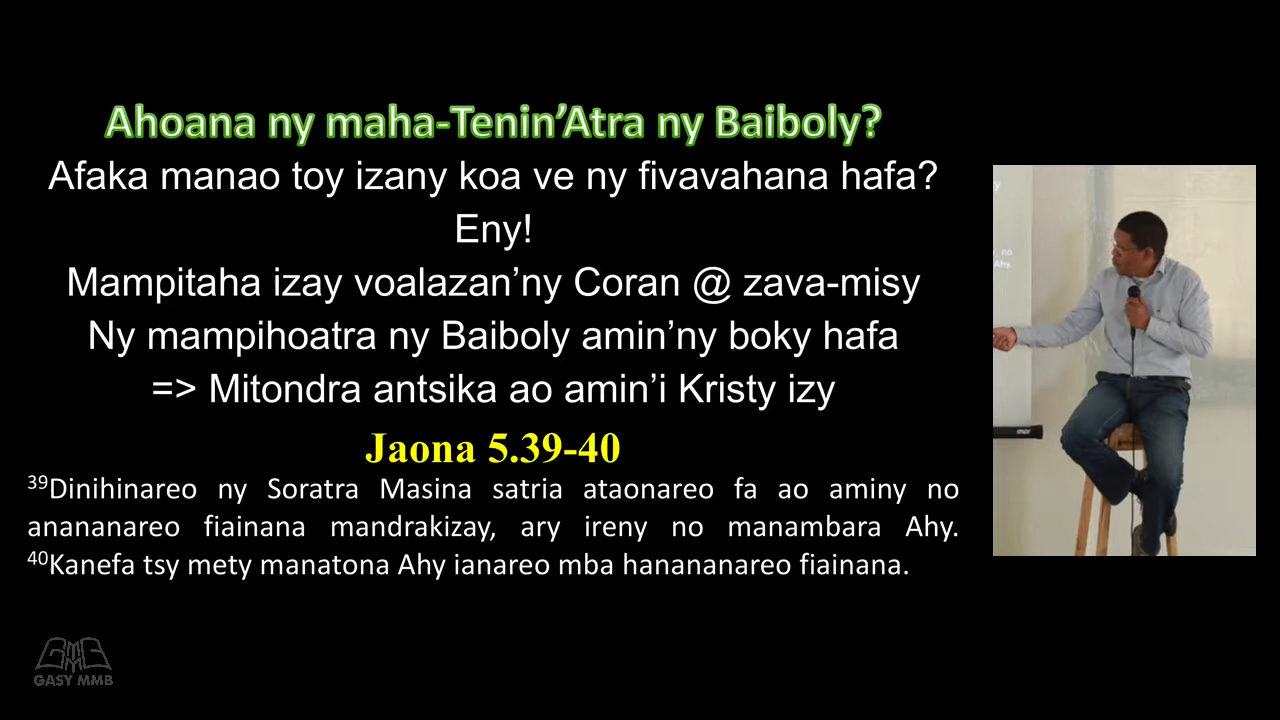 Ahoana ny maha-Tenin’Atra ny Baiboly?
Afaka manao toy izany koa ve ny fivavahana hafa?
Eny!
Mampitaha izay voalazan’ny Coran @ zava-misy
Ny mampihoatra ny Baiboly amin’ny boky hafa
=> Mitondra antsika ao amin’i Kristy izy
Jaona 5.39-40
39Dinihinareo ny Soratra Masina satria ataonareo fa ao aminy no
anananareo fiainana mandrakizay, ary ireny no manambara Ahy.
40Kanefa tsy mety manatona Ahy ianareo mba hanananareo fiainana.
y
no
Ahy
GASY MMB